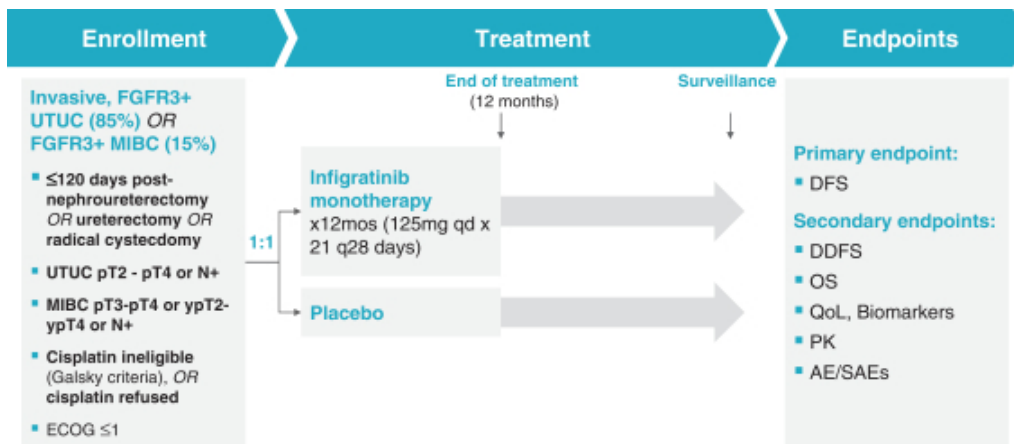 Enrollment
Treatment
Endpoints
Invasive, FGFR3+
UTUC (85%) OR
FGFR3+ MIBC (15%)
≤120 days post-
nephroureterectomy
OR ureterectomy OR
radical cystecdomy
UTUC pT2 - pT4 or N+
MIBC pT3-pT4 or ypT2-
ypT4 or N+
Cisplatin ineligible
(Galsky criteria), OR
cisplatin refused
ECOG ≤1
1:1
End of treatment
(12 months)
Surveillance
Infigratinib
monotherapy
x12mos (125mg qd x
21 q28 days)
Placebo
Primary endpoint:
DFS
Secondary endpoints:
DDFS
OS
QoL, Biomarkers
PK
AE/SAEs